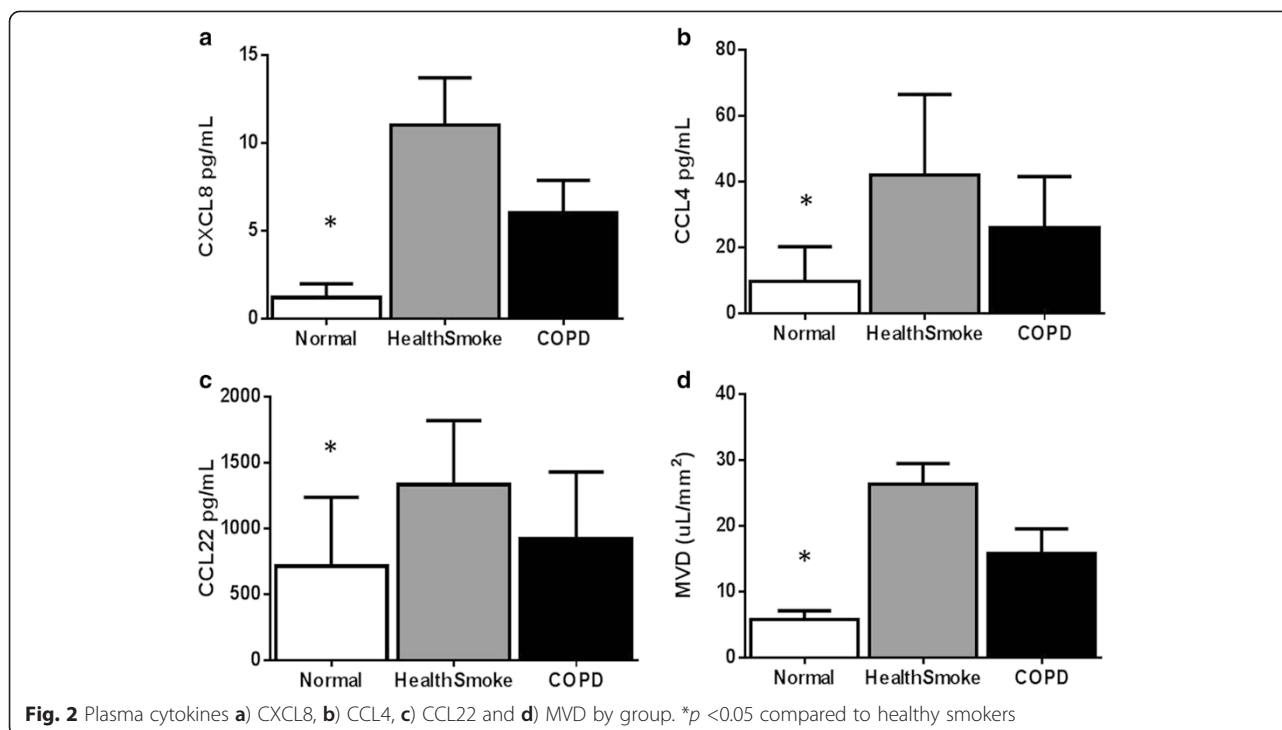 a
15
10
5
0
CXCL8 pg/mL
*
Normal HealthSmoke COPD
b
80
60
40
20
0
CCL4 pg/mL
*
Normal HealthSmoke COPD
c
2000
1500
1000
500
0
CCL22 pg/mL
*
Normal HealthSmoke COPD
d
40
30
20
10
0
MVD (uL/mm²)
*
Normal HealthSmoke COPD
Fig. 2 Plasma cytokines a) CXCL8, b) CCL4, c) CCL22 and d) MVD by group. *p <0.05 compared to healthy smokers